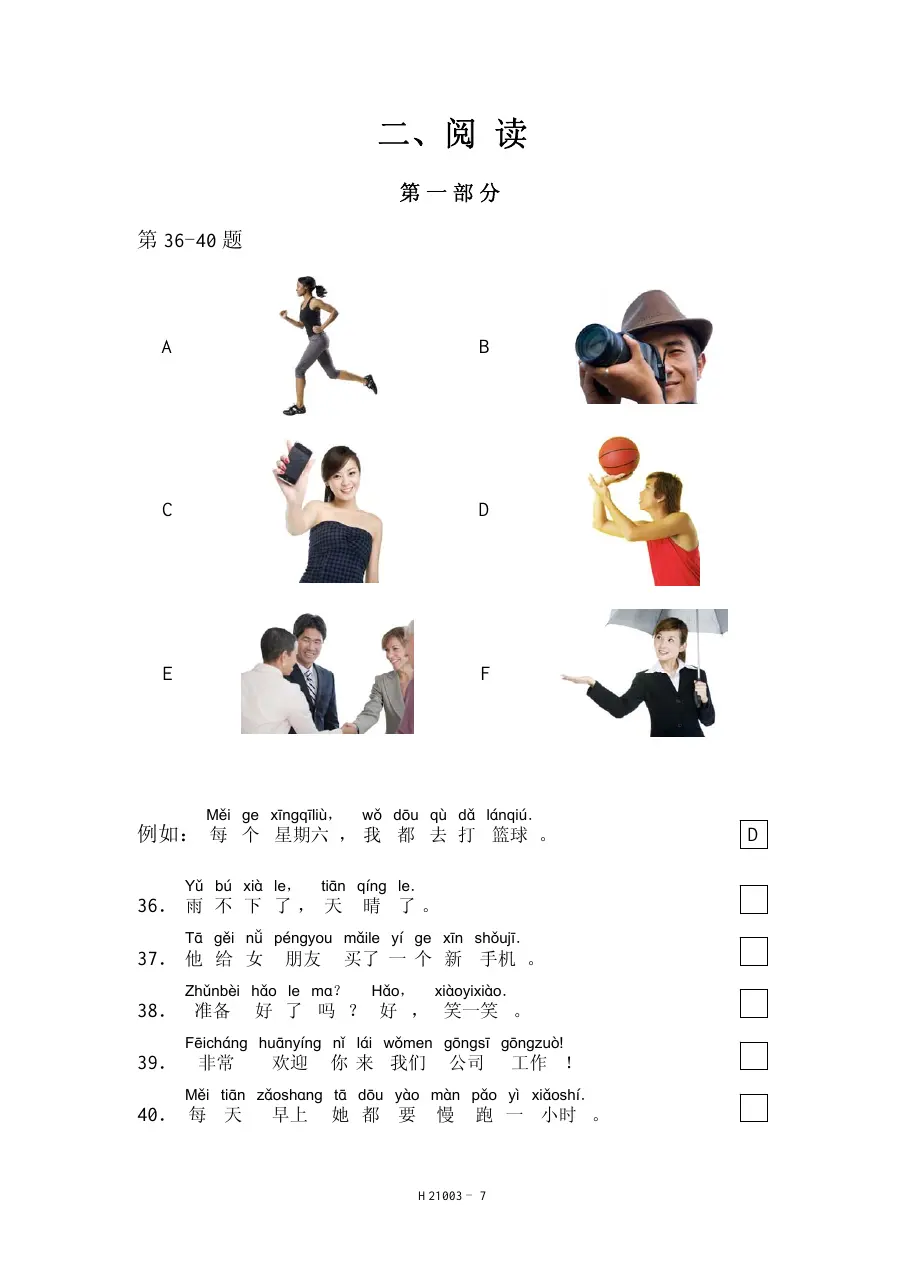 二、阅 读
第 一 部 分
第 36-40 题
A
B
C
D
E
F
Měi ge xīngqīliù， wǒ dōu qù dǎ lánqiú.
例如： 每 个 星期六 ，我 都 去 打 篮球 。 D
Yǔ bú xià le， tiān qíng le.
36. 雨 不 下 了， 天 晴 了。
Tā gěi nǚ péngyou mǎile yí ge xīn shǒujī.
37. 他 给 女 朋友 买了 一 个 新 手机 。
Zhǔnbèi hǎo le ma? Hǎo， xiàoyixiào.
38. 准备 好 了 吗 ？ 好 ， 笑一笑 。
Fēicháng huānyíng nǐ lái wǒmen gōngsī gōngzuò!
39. 非常 欢迎 你 来 我们 公司 工作 ！
Měi tiān zǎoshang tā dōu yào màn pǎo yì xiǎoshí.
40. 每 天 早上 她 都 要 慢 跑 一 小时 。
H21003 - 7